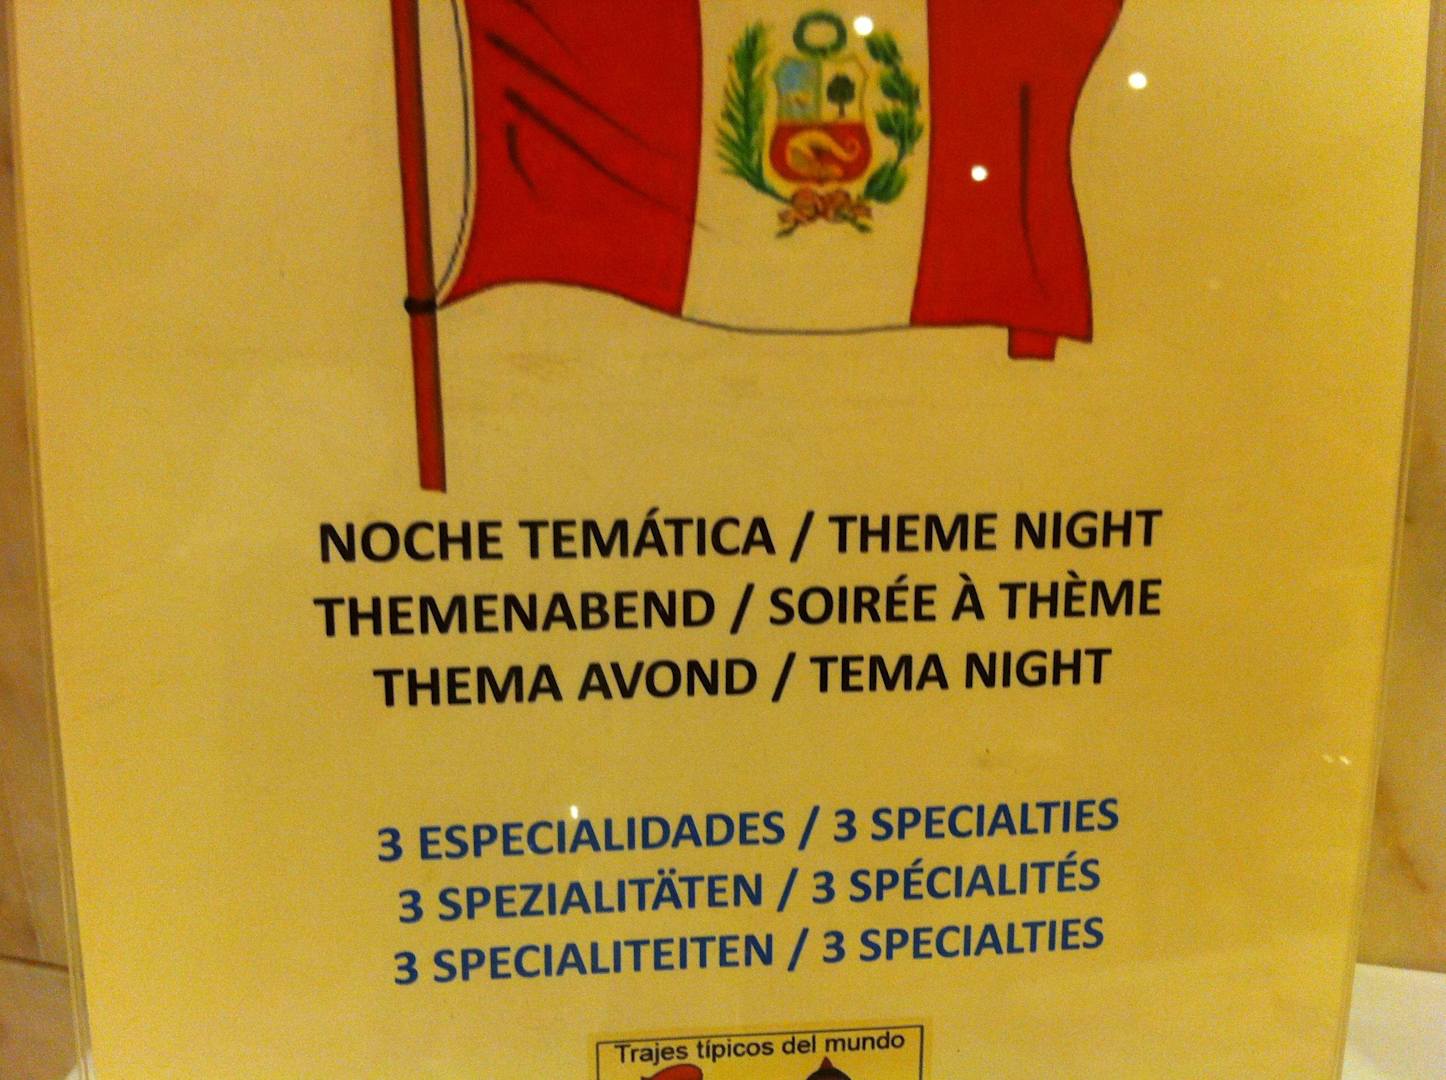 NOCHE TEMÁTICA / THEME NIGHT
THEMENABEND / SOIRÉE À THÈME
THEMA AVOND / TEMA NIGHT
3 ESPECIALIDADES / 3 SPECIALTIES
3 SPEZIALITÄTEN / 3 SPÉCIALITÉS
3 SPECIALITEITEN / 3 SPECIALTIES
Trajes típicos del mundo